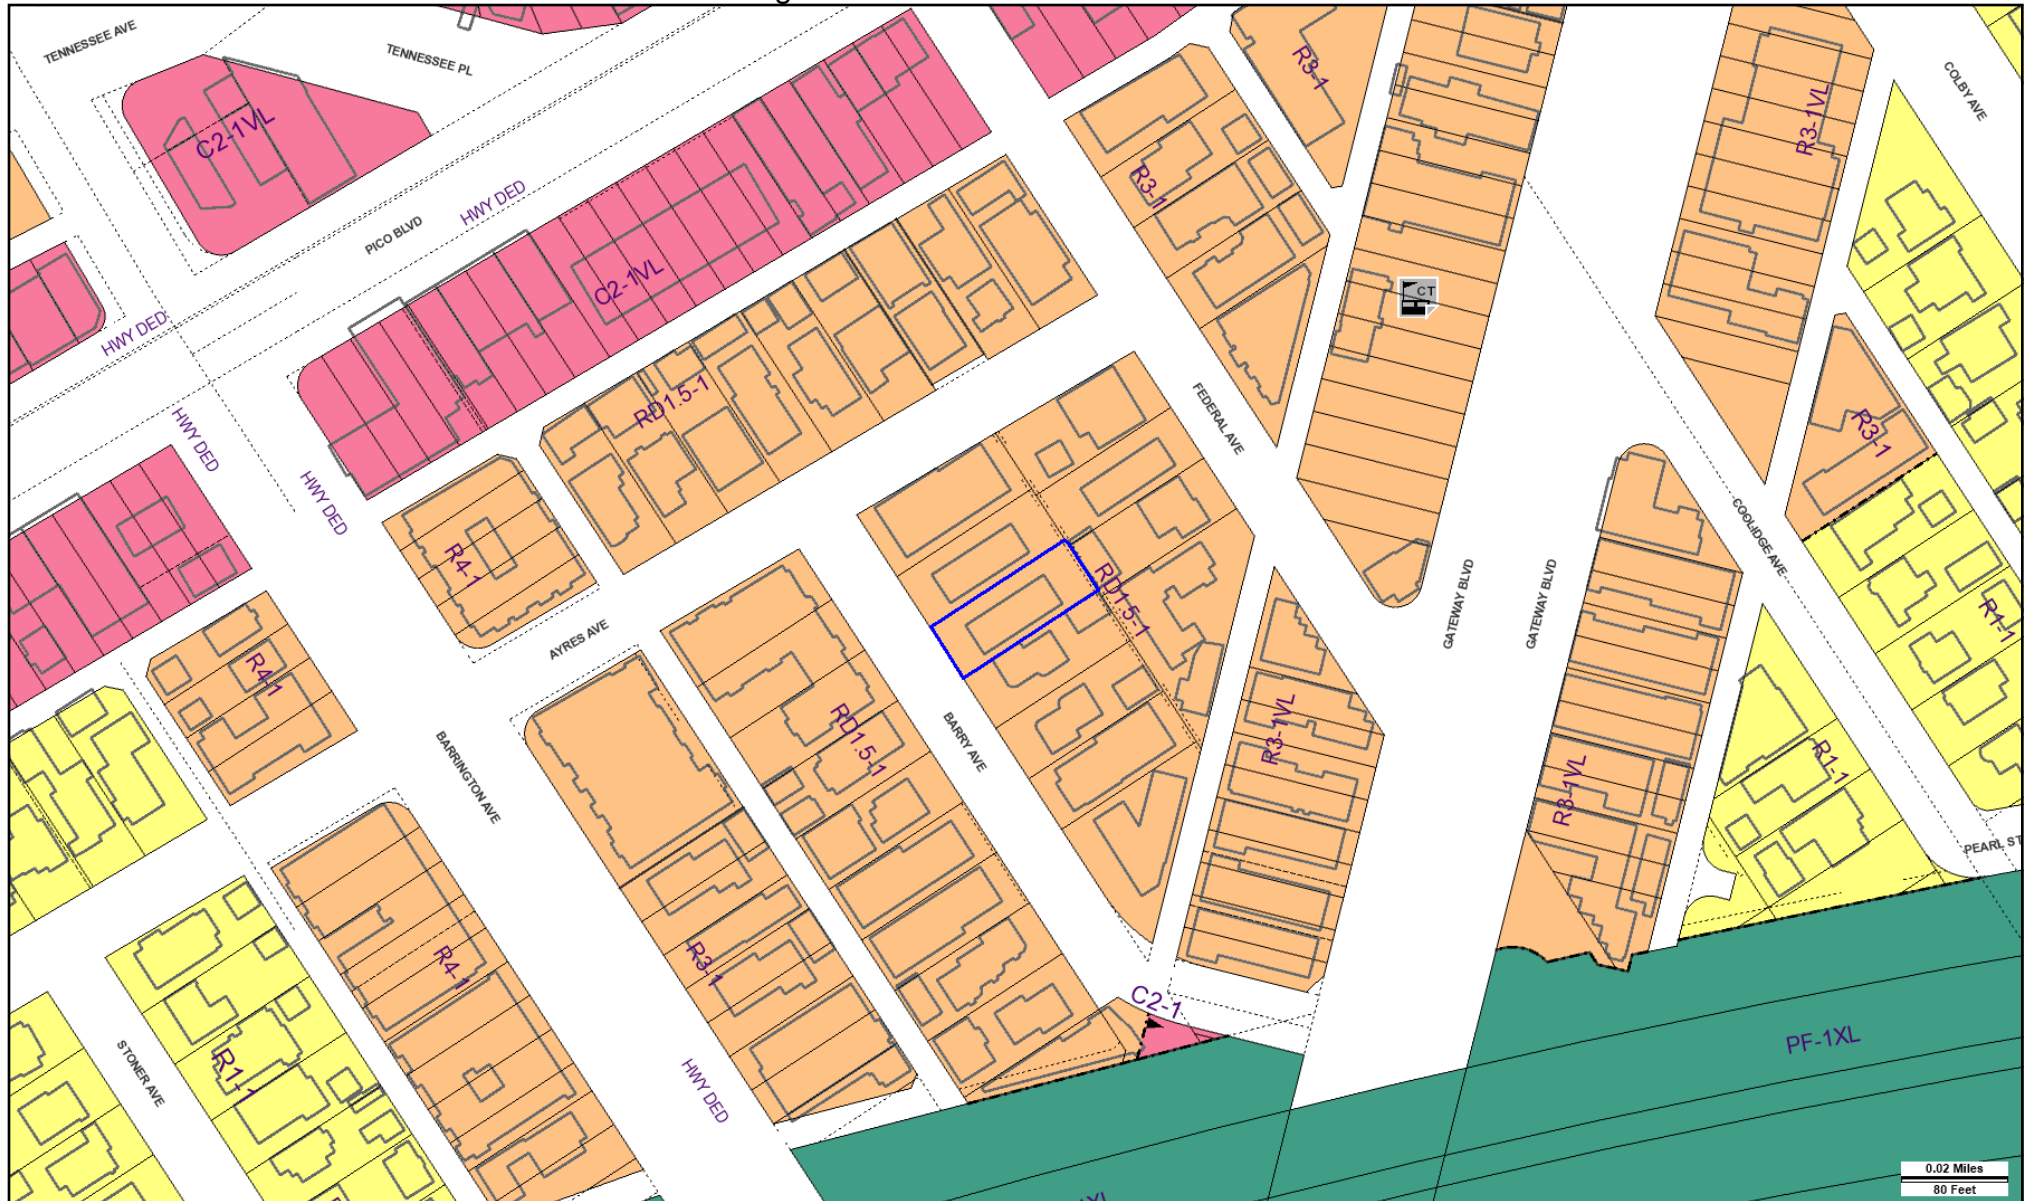 TENNESSEE AVE
TENNESSEE PL
C2-1VL
R3-1
COLBY AVE
R3-1VL
HWY DED
PICO BLVD
R3-1
C2-1VL
CT
HWY DED
RD1.5-1
FEDERAL AVE
R3-1
HWY DED
HWY DED
R4-1
COOLIDGE AVE
RD1.5-1
GATEWAY BLVD
GATEWAY BLVD
R1-1
AYRES AVE
R4-1
RD1.5-1
BARRY AVE
R3-1VL
R1-1
BARRINGTON AVE
R3-1VL
PEARL ST
R4-1
R3-1
C2-1
PF-1XL
STONER AVE
R1-1
HWY DED
0.02 Miles
80 Feet